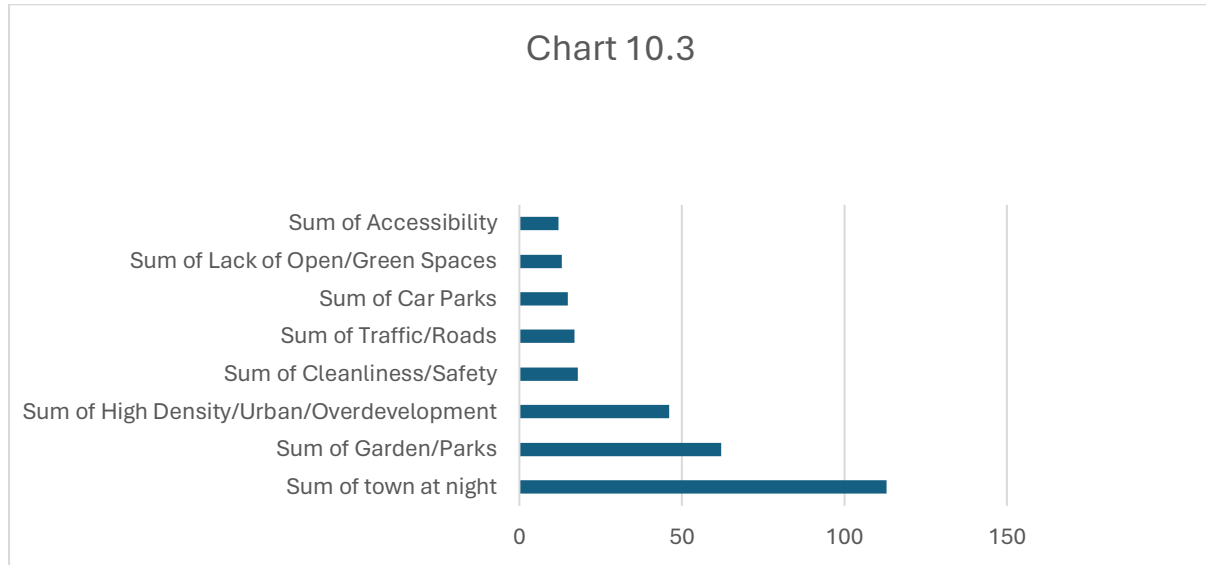 Chart 10.3
Sum of Accessibility
Sum of Lack of Open/Green Spaces
Sum of Car Parks
Sum of Traffic/Roads
Sum of Cleanliness/Safety
Sum of High Density/Urban/Overdevelopment
Sum of Garden/Parks
Sum of town at night
0 50 100 150